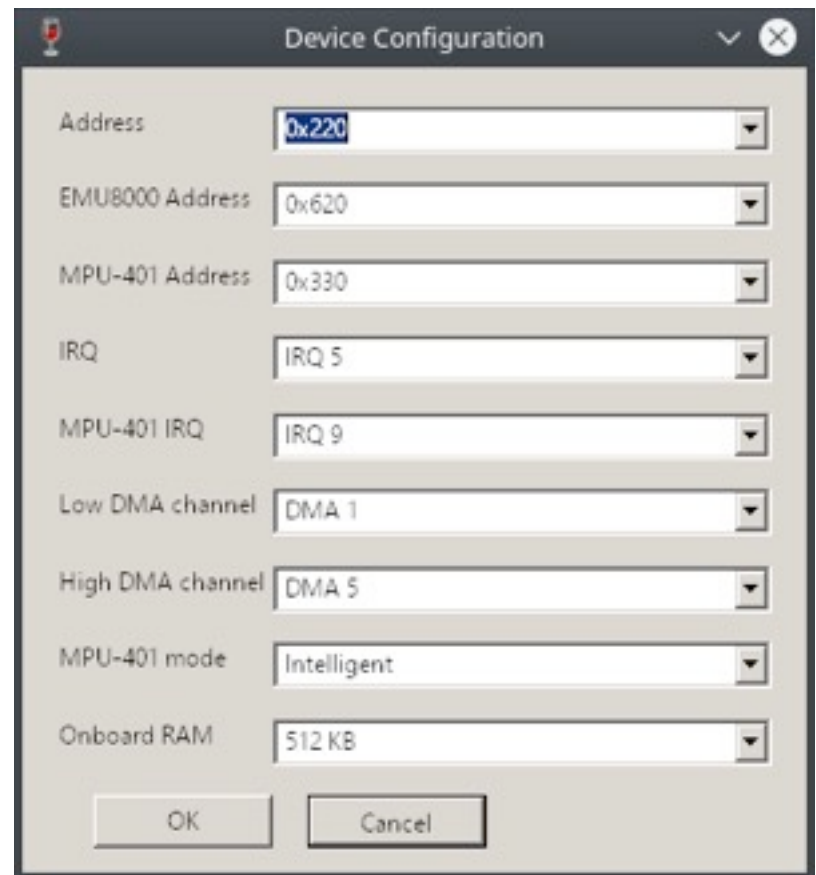 Device Configuration
Address 0x220
EMU8000 Address 0x620
MPU-401 Address 0x330
IRQ IRQ 5
MPU-401 IRQ IRQ 9
Low DMA channel DMA 1
High DMA channel DMA 5
MPU-401 mode Intelligent
Onboard RAM 512 KB
OK Cancel